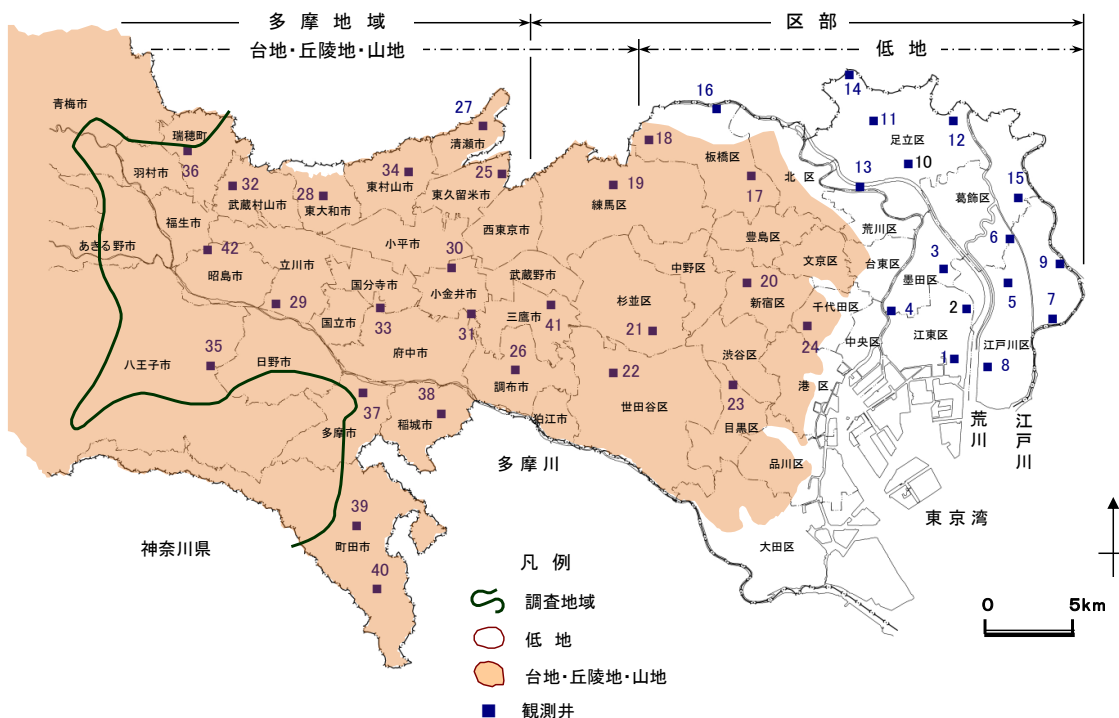 多 摩 地 域
区 部
台地・丘陵地・山地
低 地
14
16
27
青梅市
瑞穂町
清瀬市
11
足立区
12
18
板橋区
34
36
羽村市
32
武蔵村山市
28
東大和市
東村山市
東久留米市
25
19
練馬区
17
北 区
13
10
葛飾区
15
福生市
あきる野市
42
昭島市
立川市
小平市
30
西東京市
豊島区
文京区
荒川区
台東区
3
墨田区
6
9
29
国分寺市
33
国立市
小金井市
31
武蔵野市
三鷹市
41
中野区
杉並区
21
20
新宿区
千代田区
24
4
2
5
7
江東区
中央区
江戸川区
1
8
35
八王子市
日野市
府中市
26
調布市
22
世田谷区
渋谷区
23
港 区
37
多摩市
38
稲城市
狛江市
目黒区
品川区
荒川
江戸川
多 摩 川
39
町田市
40
神奈川県
大田区
東 京 湾
凡 例
調査地域
低 地
台地・丘陵地・山地
観測井
0 5km